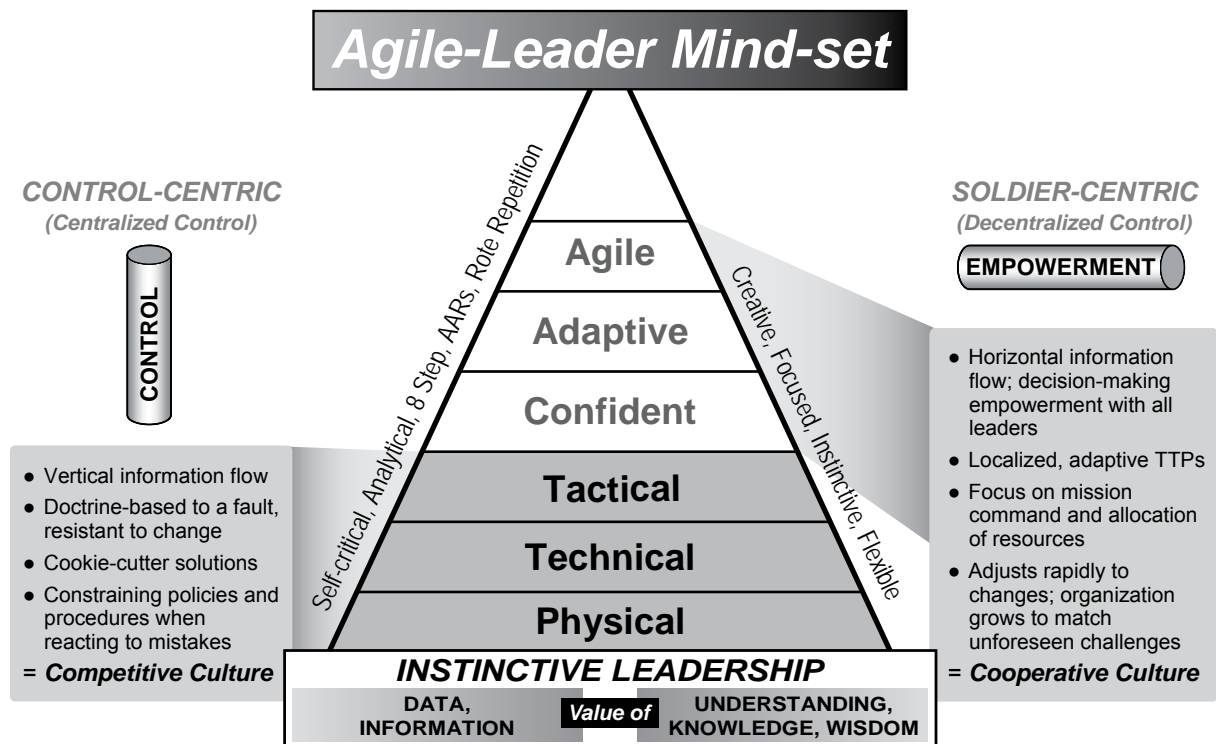 Agile-Leader Mind-set
CONTROL-CENTRIC
(Centralized Control)
CONTROL
● Vertical information flow
● Doctrine-based to a fault,
resistant to change
● Cookie-cutter solutions
● Constraining policies and
procedures when
reacting to mistakes
= Competitive Culture
Self-critical, Analytical, 8 Step, AARs, Rote Repetition
Agile
Adaptive
Confident
Tactical
Technical
Physical
Creative, Focused, Instinctive, Flexible
SOLDIER-CENTRIC
(Decentralized Control)
EMPOWERMENT
● Horizontal information
flow; decision-making
empowerment with all
leaders
● Localized, adaptive TTPs
● Focus on mission
command and allocation
of resources
● Adjusts rapidly to
changes; organization
grows to match
unforeseen challenges
= Cooperative Culture
INSTINCTIVE LEADERSHIP
DATA,
INFORMATION
Value of
UNDERSTANDING,
KNOWLEDGE, WISDOM